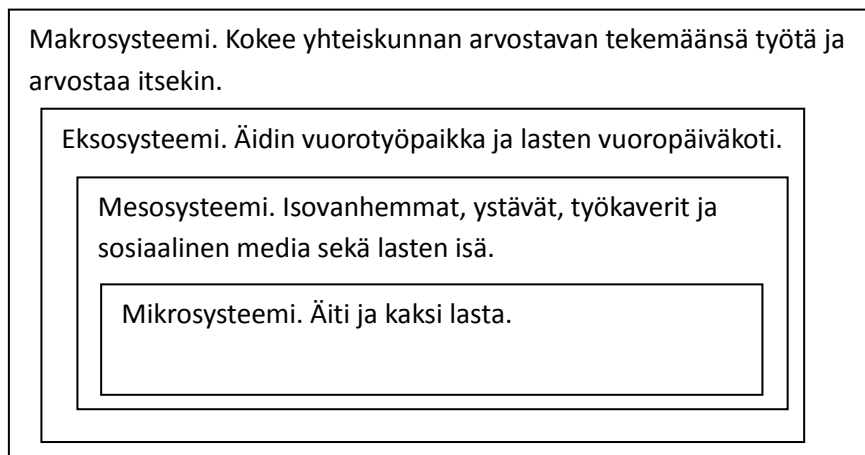 Makrosysteemi. Kokee yhteiskunnan arvostavan tekemäänsä työtä ja
arvostaa itsekin.
Eksosysteemi. Äidin vuorotyöpaikka ja lasten vuoropäiväkoti.
Mesosysteemi. Isovanhemmat, ystävät, työkaverit ja
sosiaalinen media sekä lasten isä.
Mikrosysteemi. Äiti ja kaksi lasta.